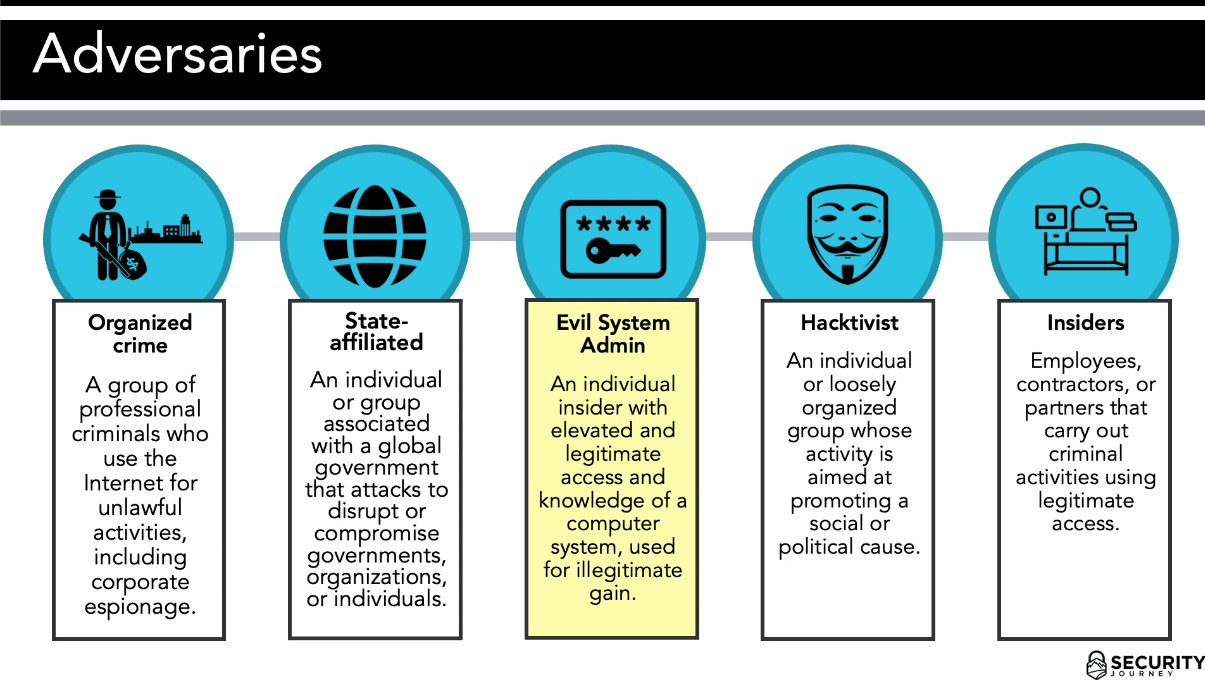 Adversaries
****
Organized
crime
A group of
professional
criminals who
use the
Internet for
unlawful
activities,
including
corporate
espionage.
State-
affiliated
An individual
or group
associated
with a global
government
that attacks to
disrupt or
compromise
governments,
organizations,
or individuals.
Evil System
Admin
An individual
insider with
elevated and
legitimate
access and
knowledge of a
computer
system, used
for illegitimate
gain.
Hacktivist
An individual
or loosely
organized
group whose
activity is
aimed at
promoting a
social or
political cause.
Insiders
Employees,
contractors, or
partners that
carry out
criminal
activities using
legitimate
access.
SECURITY
JOURNEY